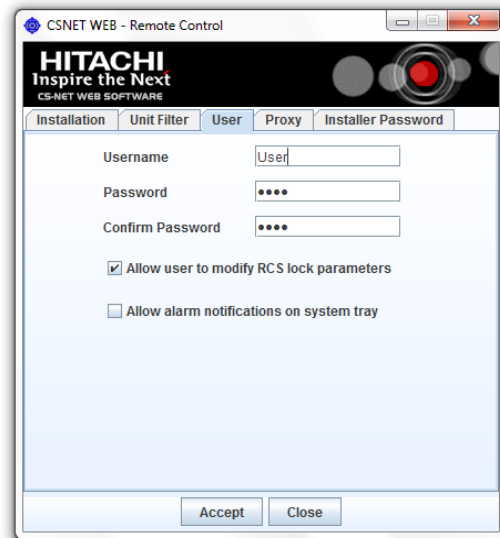 CSNET WEB - Remote Control
HITACHI
Inspire the Next
CS-NET WEB SOFTWARE
Installation Unit Filter User Proxy Installer Password
Username User
Password ••••
Confirm Password ••••
Allow user to modify RCS lock parameters
Allow alarm notifications on system tray
Accept Close